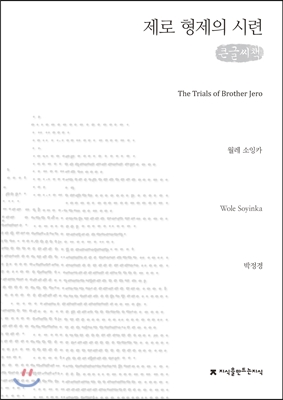 제로 형제의 시련
큰글씨책
The Trials of Brother Jero
월레 소잉카
Wole Soyinka
박정경
지식을만드는지식